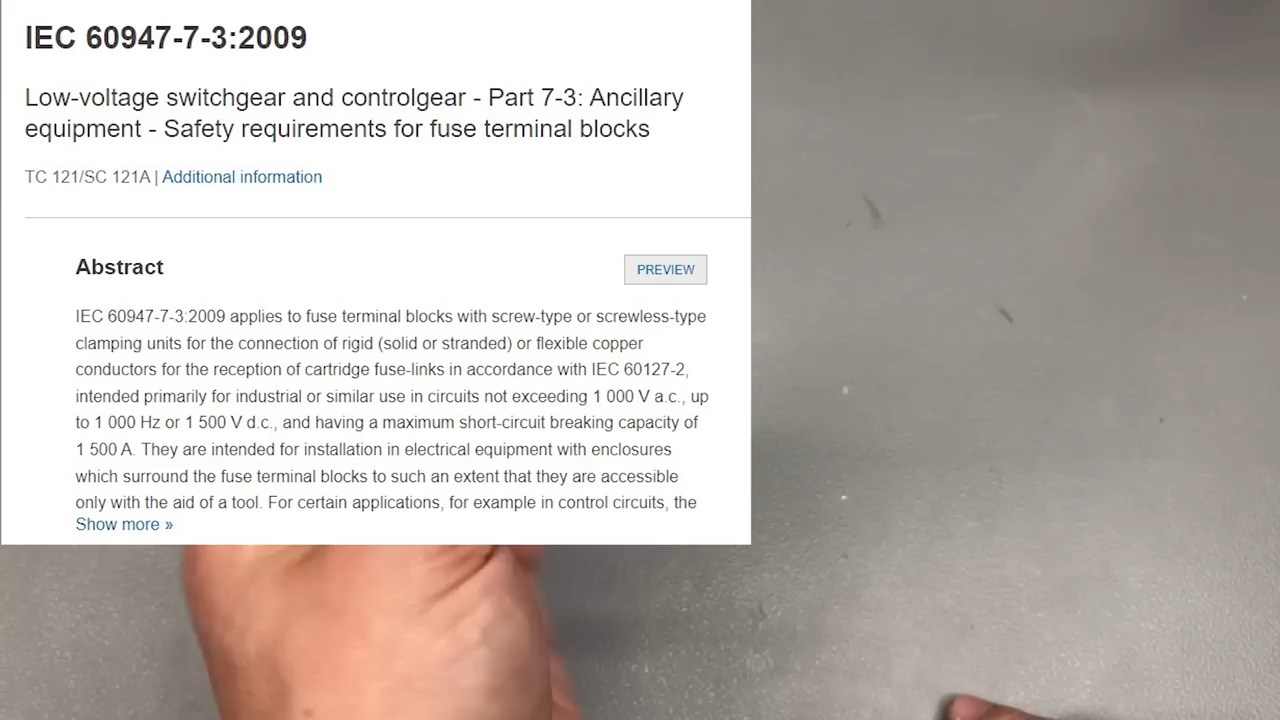 IEC 60947-7-3:2009
Low-voltage switchgear and controlgear - Part 7-3: Ancillary
equipment - Safety requirements for fuse terminal blocks
TC 121/SC 121A | Additional information
Abstract
PREVIEW
IEC 60947-7-3:2009 applies to fuse terminal blocks with screw-type or screwless-type
clamping units for the connection of rigid (solid or stranded) or flexible copper
conductors for the reception of cartridge fuse-links in accordance with IEC 60127-2,
intended primarily for industrial or similar use in circuits not exceeding 1 000 V a.c., up
to 1 000 Hz or 1 500 V d.c., and having a maximum short-circuit breaking capacity of
1 500 A. They are intended for installation in electrical equipment with enclosures
which surround the fuse terminal blocks to such an extent that they are accessible
only with the aid of a tool. For certain applications, for example in control circuits, the
Show more »